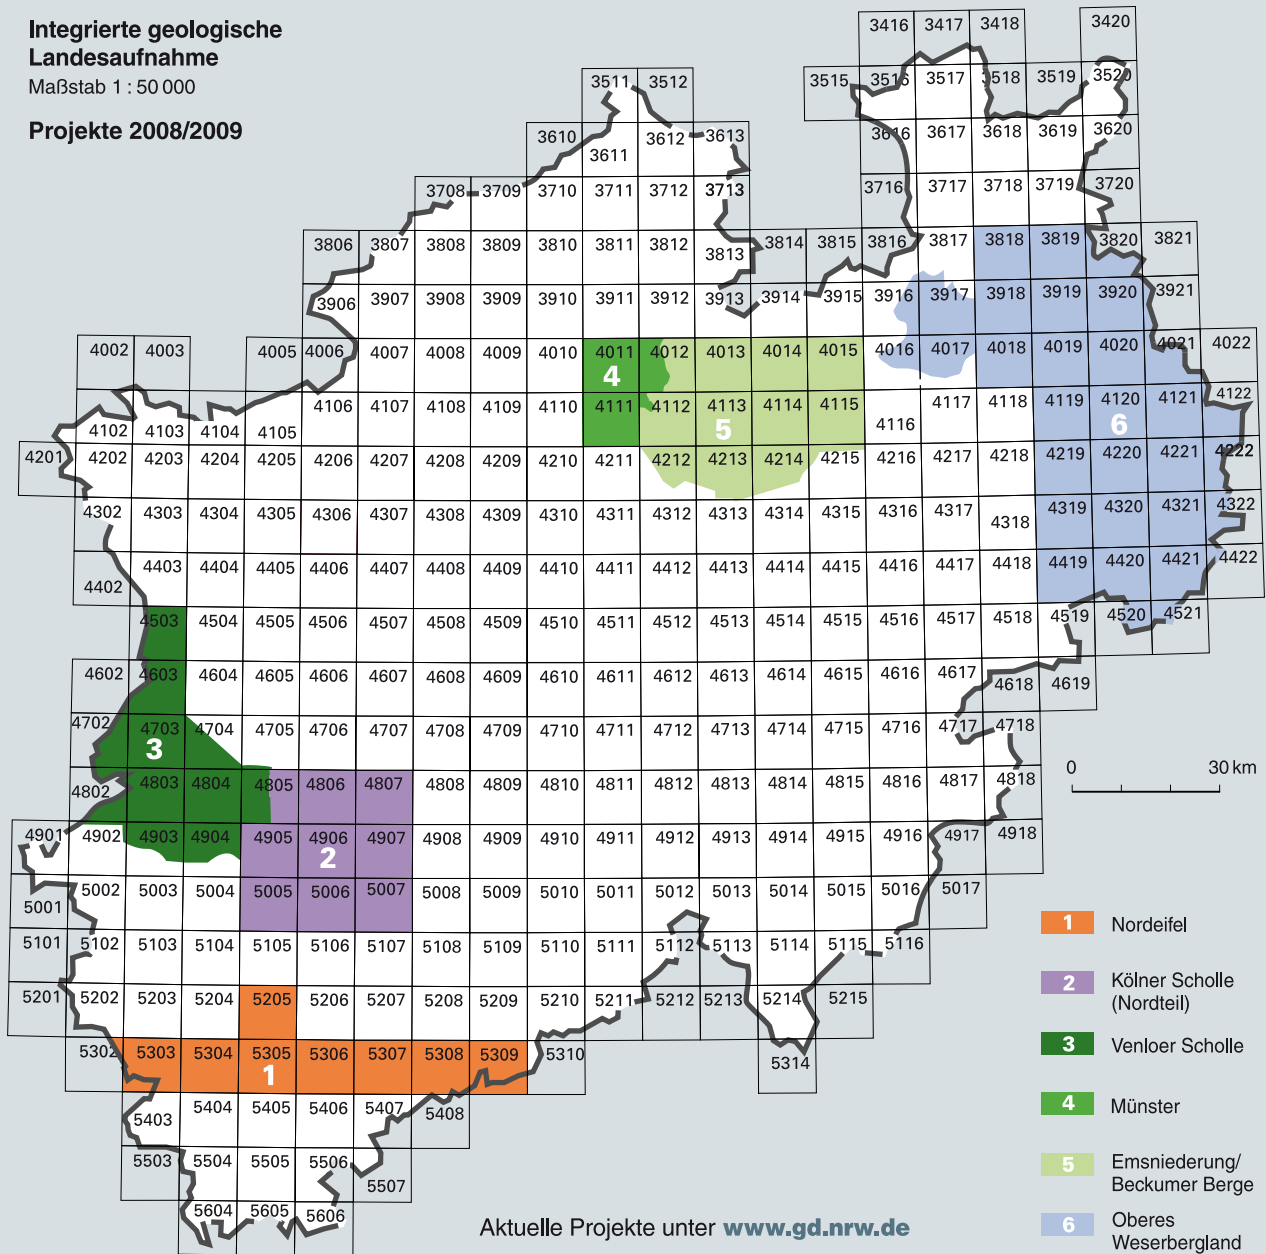 Integrierte geologische
Landesaufnahme
Maßstab 1 : 50 000
Projekte 2008/2009
3416 3417 3418 3420
3515 3516 3517 3518 3519 3520
3511 3512
3610 3611 3612 3613 3616 3617 3618 3619 3620
3708 3709 3710 3711 3712 3713 3716 3717 3718 3719 3720
3806 3807 3808 3809 3810 3811 3812 3813 3814 3815 3816 3817 3818 3819 3820 3821
3906 3907 3908 3909 3910 3911 3912 3913 3914 3915 3916 3917 3918 3919 3920 3921
4002 4003 4005 4006 4007 4008 4009 4010 4011 4012 4013 4014 4015 4016 4017 4018 4019 4020 4021 4022
4
4102 4103 4104 4105 4106 4107 4108 4109 4110 4111 4112 4113 4114 4115 4116 4117 4118 4119 4120 4121 4122
5 6
4201 4202 4203 4204 4205 4206 4207 4208 4209 4210 4211 4212 4213 4214 4215 4216 4217 4218 4219 4220 4221 4222
4302 4303 4304 4305 4306 4307 4308 4309 4310 4311 4312 4313 4314 4315 4316 4317 4318 4319 4320 4321 4322
4402 4403 4404 4405 4406 4407 4408 4409 4410 4411 4412 4413 4414 4415 4416 4417 4418 4419 4420 4421 4422
4503 4504 4505 4506 4507 4508 4509 4510 4511 4512 4513 4514 4515 4516 4517 4518 4519 4520 4521
4602 4603 4604 4605 4606 4607 4608 4609 4610 4611 4612 4613 4614 4615 4616 4617 4618 4619
4702 4703 4704 4705 4706 4707 4708 4709 4710 4711 4712 4713 4714 4715 4716 4717 4718
3
0 30 km
4802 4803 4804 4805 4806 4807 4808 4809 4810 4811 4812 4813 4814 4815 4816 4817 4818
4901 4902 4903 4904 4905 4906 4907 4908 4909 4910 4911 4912 4913 4914 4915 4916 4917 4918
2
5001 5002 5003 5004 5005 5006 5007 5008 5009 5010 5011 5012 5013 5014 5015 5016 5017
5101 5102 5103 5104 5105 5106 5107 5108 5109 5110 5111 5112 5113 5114 5115 5116
5201 5202 5203 5204 5205 5206 5207 5208 5209 5210 5211 5212 5213 5214 5215
5302 5303 5304 5305 5306 5307 5308 5309 5310 5314
1
5403 5404 5405 5406 5407 5408
5503 5504 5505 5506 5507
5604 5605 5606
1 Nordeifel
2 Kölner Scholle
(Nordteil)
3 Venloer Scholle
4 Münster
5 Emsniederung/
Beckumer Berge
6 Oberes
Weserbergland
Aktuelle Projekte unter www.gd.nrw.de